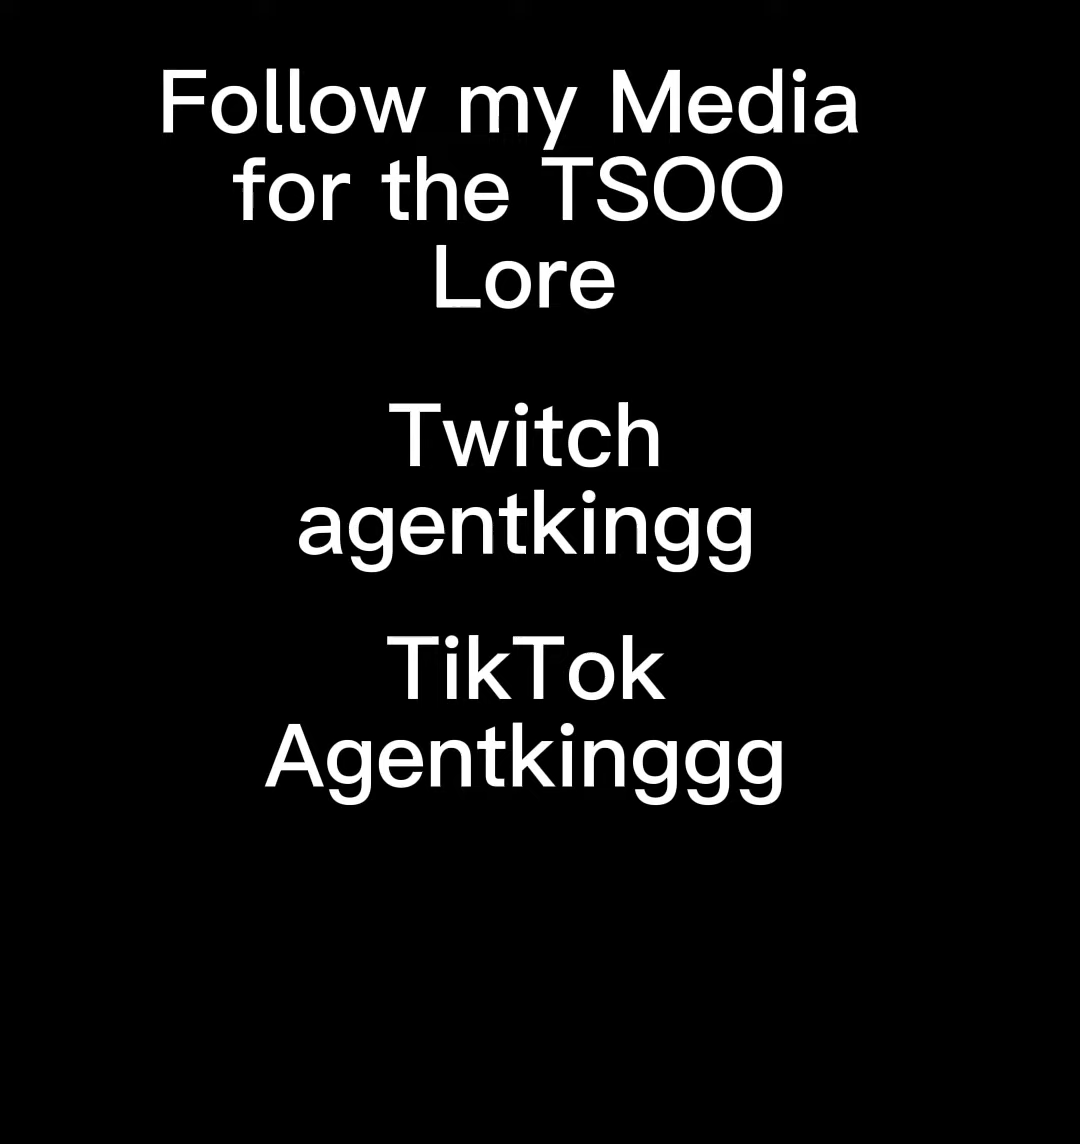 Follow my Media
for the TSOO
Lore
Twitch
agentkingg
TikTok
Agentkinggg